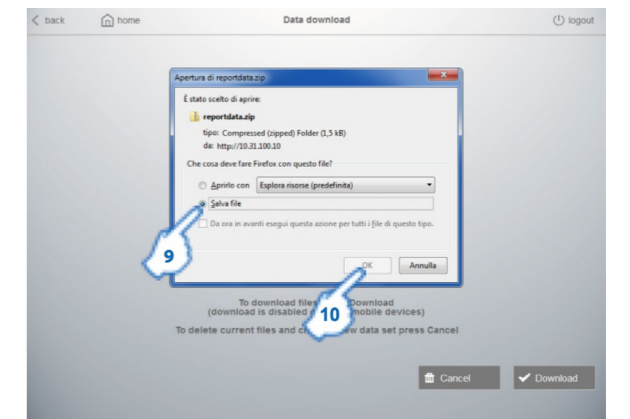 back
home
Data download
logout
Apertura di reportdata.zip
È stato scelto di aprire:
reportdata.zip
tipo: Compressed (zipped) Folder (1,5 kB)
da: http://10.31.100.10
Che cosa deve fare Firefox con questo file?
Aprirlo con
Esplora risorse (predefinita)
Salva file
Da ora in avanti esegui questa azione per tutti i file di questo tipo.
9
OK
Annulla
10
To download files Download
(download is disabled mobile devices)
To delete current files and data set press Cancel
Cancel
Download